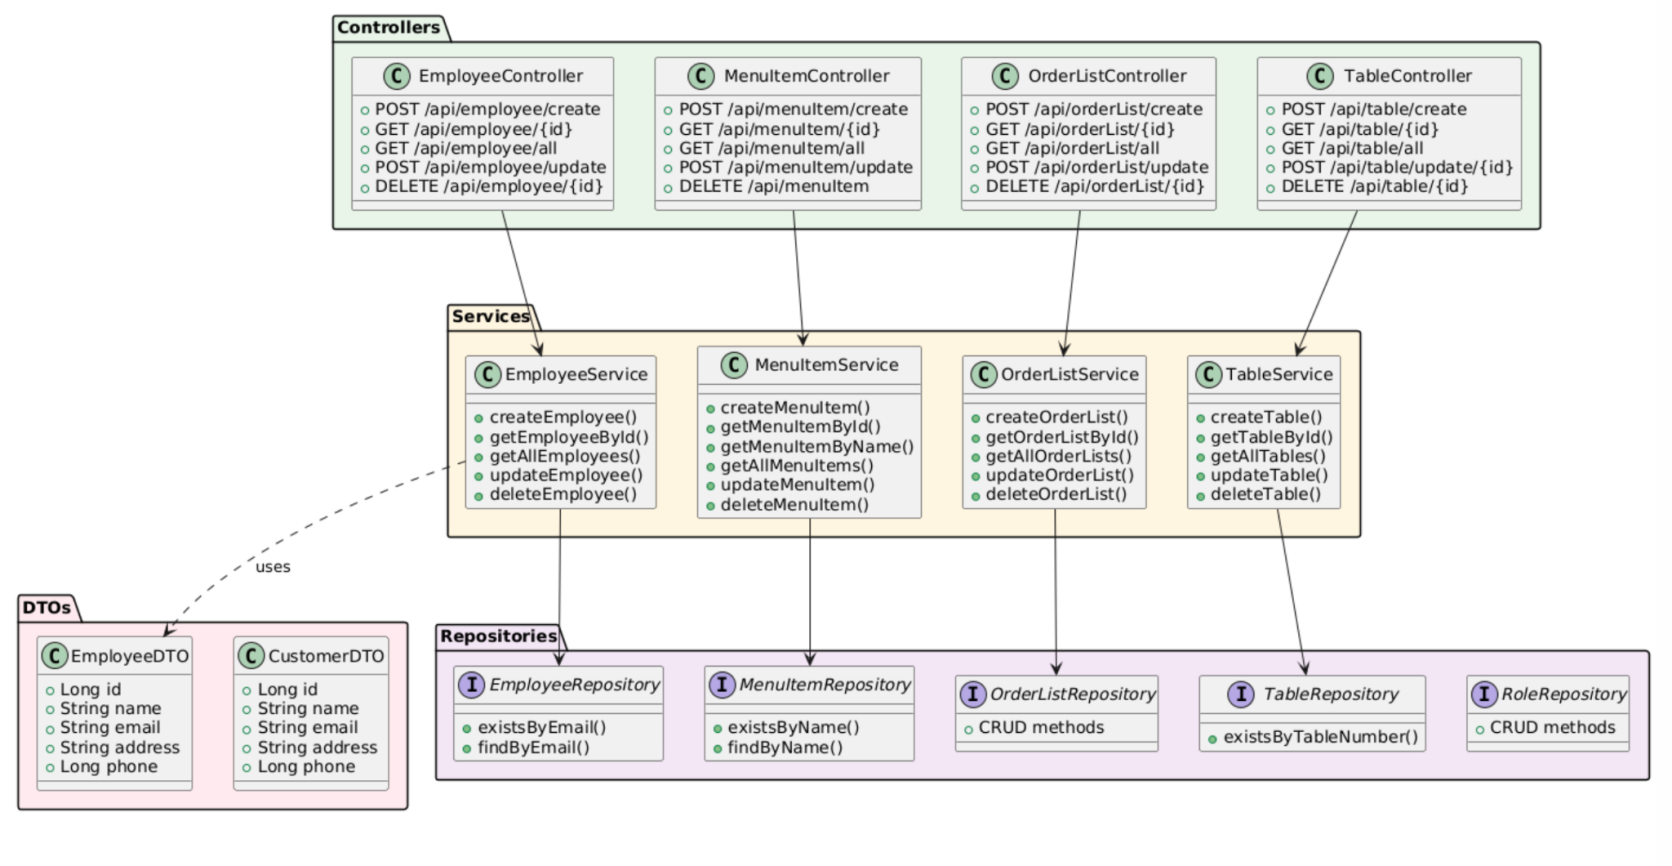 Controllers
C EmployeeController
POST /api/employee/create
GET /api/employee/{id}
GET /api/employee/all
POST /api/employee/update
DELETE /api/employee/{id}
C MenuItemController
POST /api/menuItem/create
GET /api/menuItem/{id}
GET /api/menuItem/all
POST /api/menuItem/update
DELETE /api/menuItem
C OrderListController
POST /api/orderList/create
GET /api/orderList/{id}
GET /api/orderList/all
POST /api/orderList/update
DELETE /api/orderList/{id}
C TableController
POST /api/table/create
GET /api/table/{id}
GET /api/table/all
POST /api/table/update/{id}
DELETE /api/table/{id}
Services
C EmployeeService
createEmployee()
getEmployeeById()
getAllEmployees()
updateEmployee()
deleteEmployee()
C MenuItemService
createMenuItem()
getMenuItemById()
getMenuItemByName()
getAllMenuItems()
updateMenuItem()
deleteMenuItem()
C OrderListService
createOrderList()
getOrderListById()
getAllOrderLists()
updateOrderList()
deleteOrderList()
C TableService
createTable()
getTableById()
getAllTables()
updateTable()
deleteTable()
uses
DTOs
C EmployeeDTO
Long id
String name
String email
String address
Long phone
C CustomerDTO
Long id
String name
String email
String address
Long phone
Repositories
I EmployeeRepository
existsByEmail()
findByEmail()
I MenuItemRepository
existsByName()
findByName()
I OrderListRepository
CRUD methods
I TableRepository
existsByTableNumber()
I RoleRepository
CRUD methods